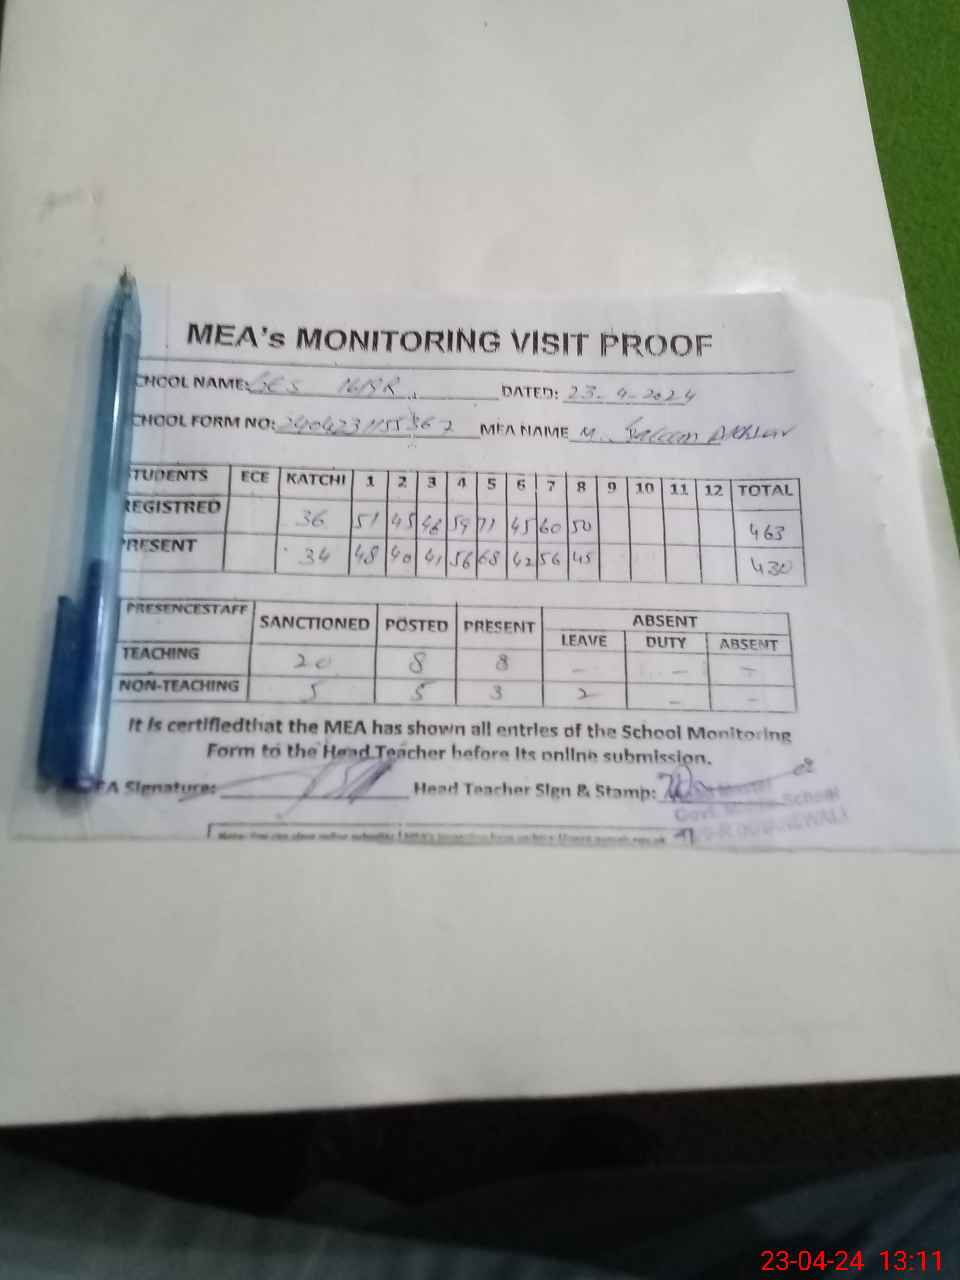 MEA's MONITORING VISIT PROOF
CHOOL NAME: DATED: 23-4-2024
CHOOL FORM NO: MEA NAME M.
TUDENTS ECE KATCHI 1 2 3 4 5 6 7 8 9 10 11 12 TOTAL
REGISTRED 36 51 45 46 59 71 45 60 50 463
PRESENT 34 48 40 41 56 68 42 56 45 430
PRESENCESTAFF SANCTIONED POSTED PRESENT ABSENT
LEAVE DUTY ABSENT
TEACHING 20 8 8 - - -
NON-TEACHING 5 5 3 2 - -
It is certifiedthat the MEA has shown all entries of the School Monitoring
Form to the Head Teacher before its online submission.
EA Signature: Head Teacher Sign & Stamp:
Govt. School
23-04-24 13:11